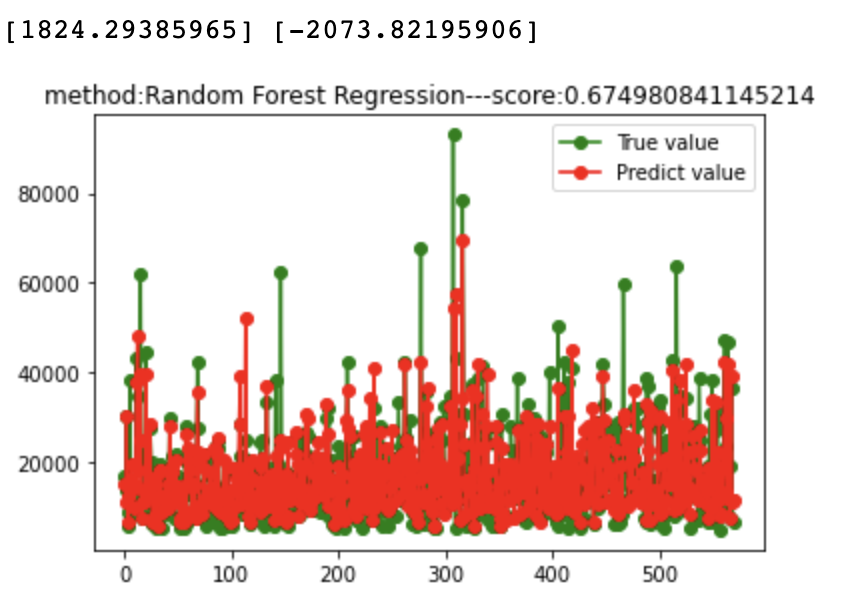 [1824.29385965] [-2073.82195906]
method:Random Forest Regression---score:0.674980841145214
True value
Predict value
80000
60000
40000
20000
0 100 200 300 400 500